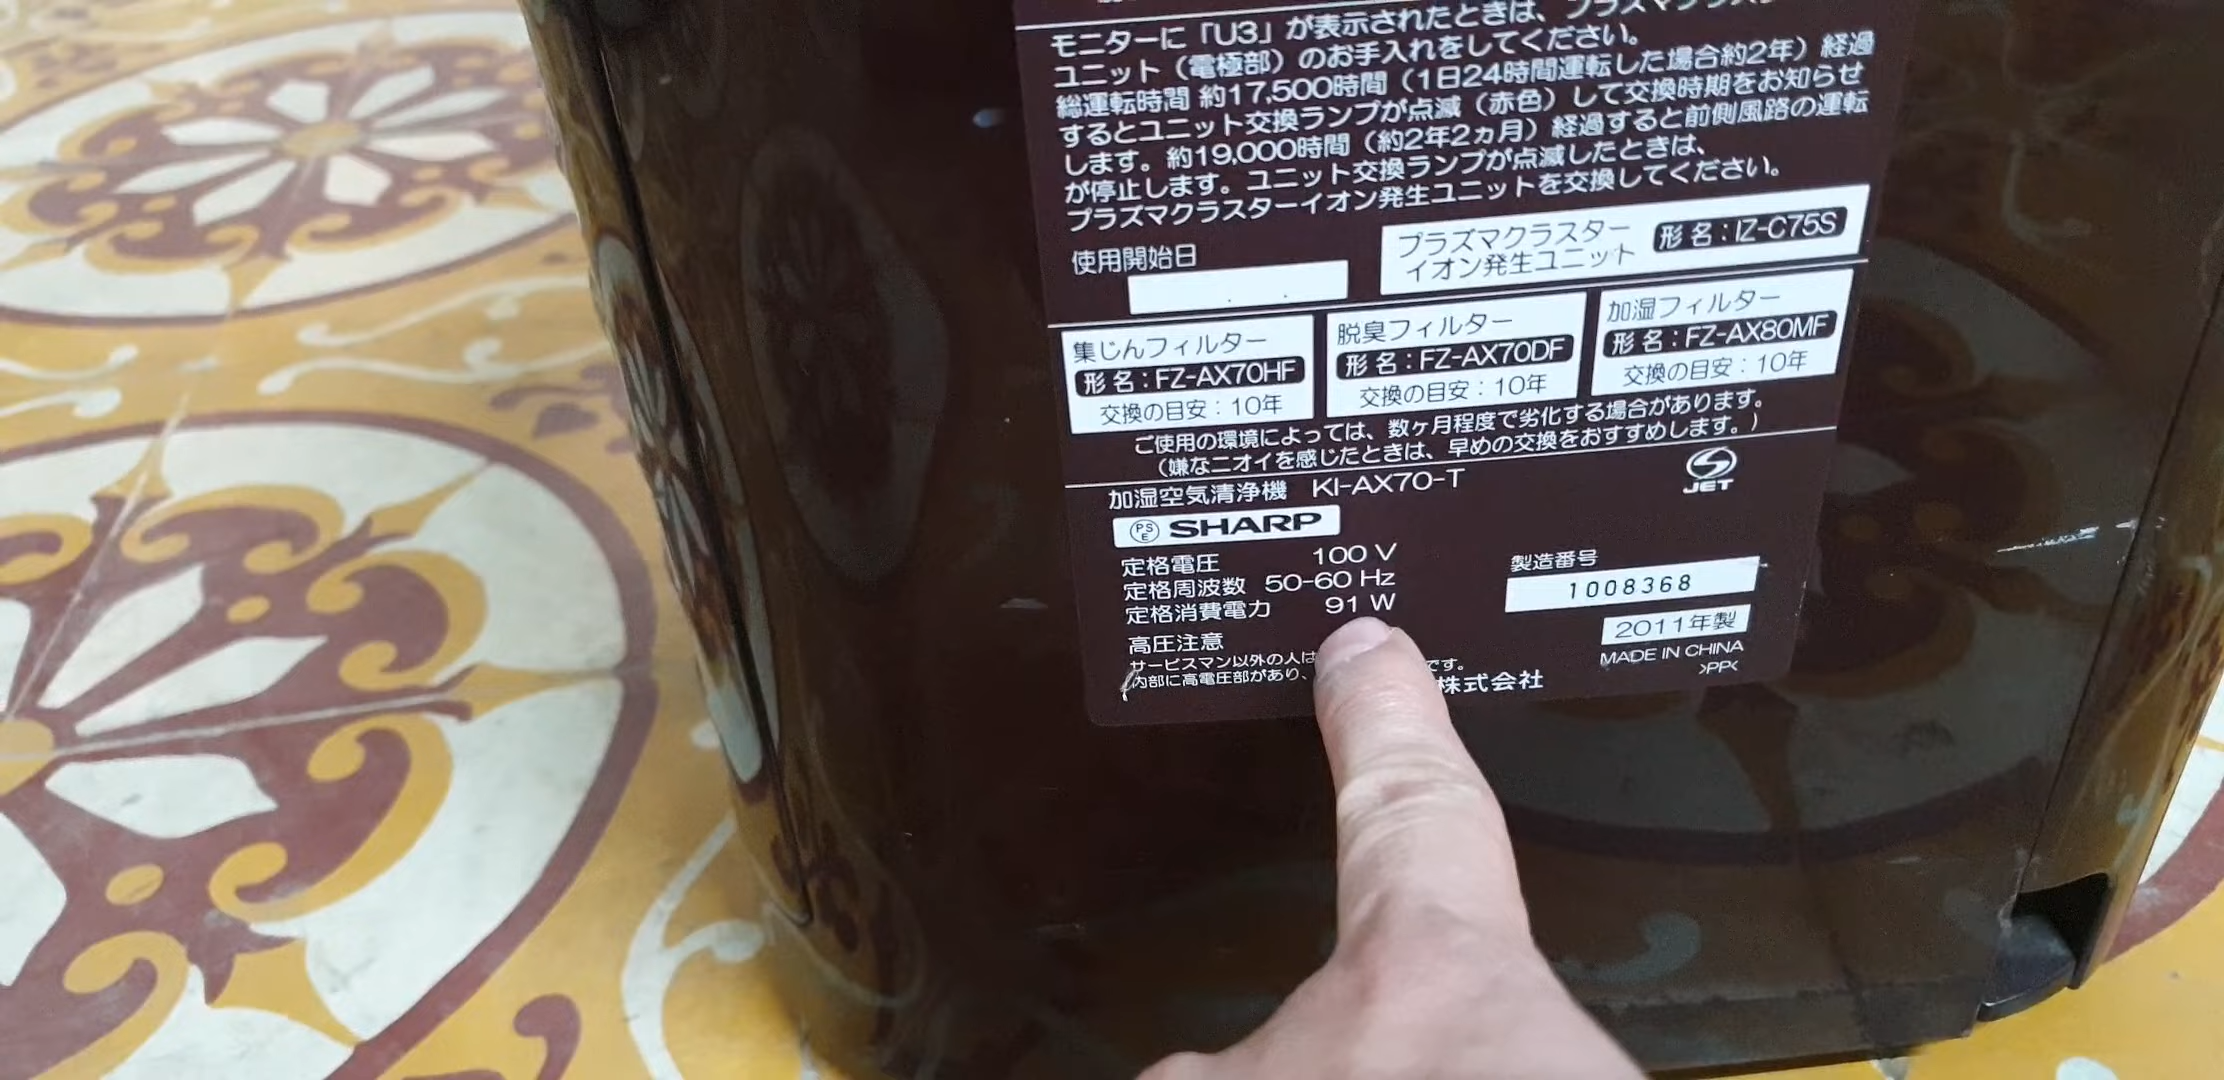 モニターに「U3」が表示されたときは、プラズマクラスター
ユニット（電極部）のお手入れをしてください。
総運転時間 約17,500時間（1日24時間運転した場合約2年）経過
するとユニット交換ランプが点滅（赤色）して交換時期をお知らせ
します。約19,000時間（約2年2ヵ月）経過すると前側風路の運転
が停止します。ユニット交換ランプが点滅したときは、
プラズマクラスターイオン発生ユニットを交換してください。
使用開始日
プラズマクラスター
イオン発生ユニット
形名：IZ-C75S
集じんフィルター
形名：FZ-AX70HF
交換の目安：10年
脱臭フィルター
形名：FZ-AX70DF
交換の目安：10年
加湿フィルター
形名：FZ-AX80MF
交換の目安：10年
ご使用の環境によっては、数ヶ月程度で劣化する場合があります。
（嫌なニオイを感じたときは、早めの交換をおすすめします。）
加湿空気清浄機 KI-AX70-T
JET
PS
E
SHARP
定格電圧 100 V
定格周波数 50-60 Hz
定格消費電力 91 W
製造番号
1008368
2011年製
MADE IN CHINA
>PP<
高圧注意
サービスマン以外の人は
です。
内部に高電圧部があり、
株式会社